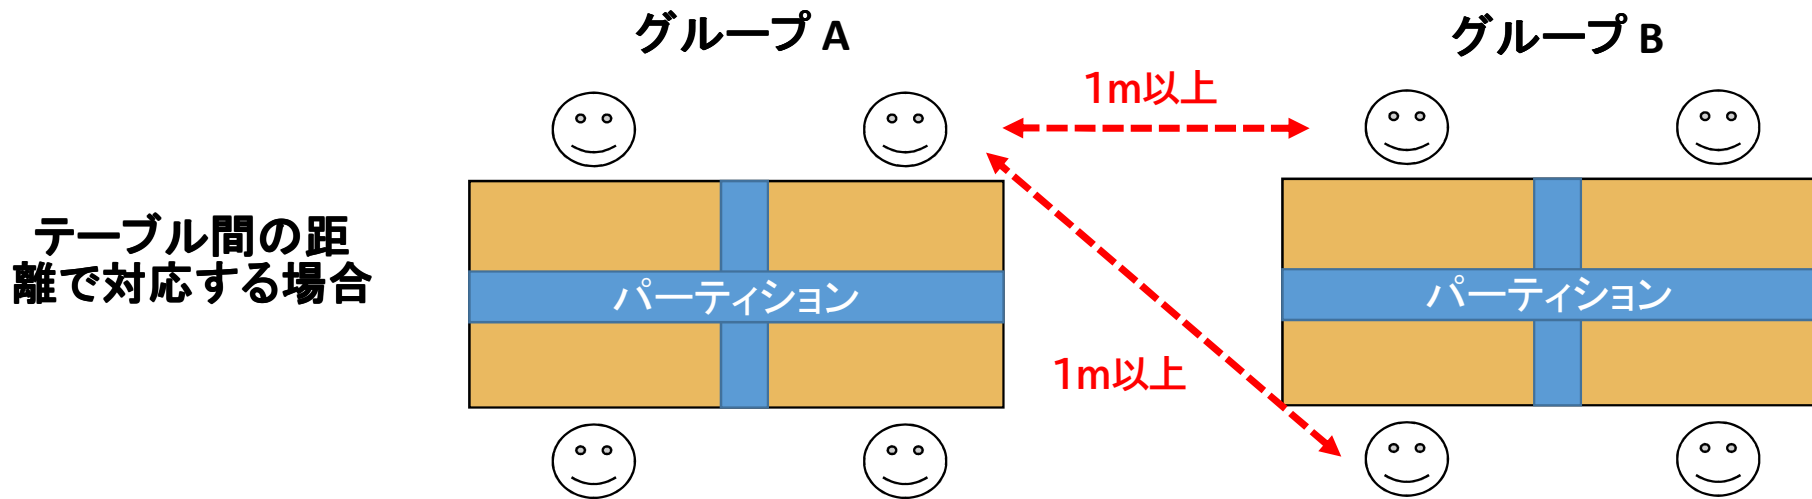 グループ A
グループ B
1m以上
テーブル間の距
離で対応する場合
パーティション
パーティション
1m以上